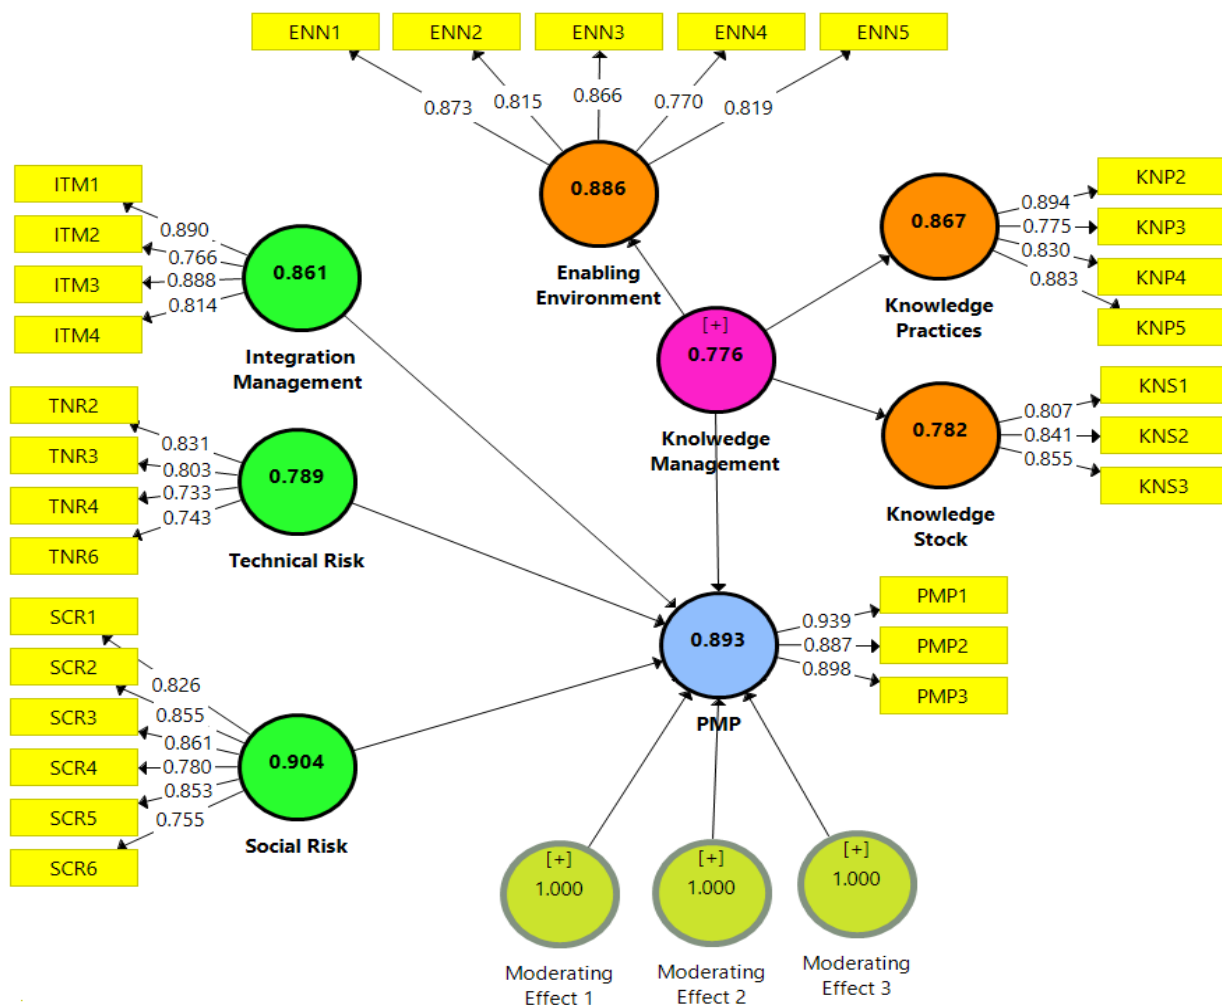 ENN1
ENN2
ENN3
ENN4
ENN5
0.873
0.815
0.866
0.770
0.819
0.886
Enabling
Environment
ITM1
ITM2
ITM3
ITM4
0.890
0.766
0.888
0.814
0.861
Integration
Management
KNP2
KNP3
KNP4
KNP5
0.894
0.775
0.830
0.883
0.867
Knowledge
Practices
[+]
0.776
Knolwedge
Management
KNS1
KNS2
KNS3
0.807
0.841
0.855
0.782
Knowledge
Stock
TNR2
TNR3
TNR4
TNR6
0.831
0.803
0.733
0.743
0.789
Technical Risk
SCR1
SCR2
SCR3
SCR4
SCR5
SCR6
0.826
0.855
0.861
0.780
0.853
0.755
0.904
Social Risk
0.893
PMP
0.939
0.887
0.898
PMP1
PMP2
PMP3
[+]
1.000
Moderating
Effect 1
[+]
1.000
Moderating
Effect 2
[+]
1.000
Moderating
Effect 3